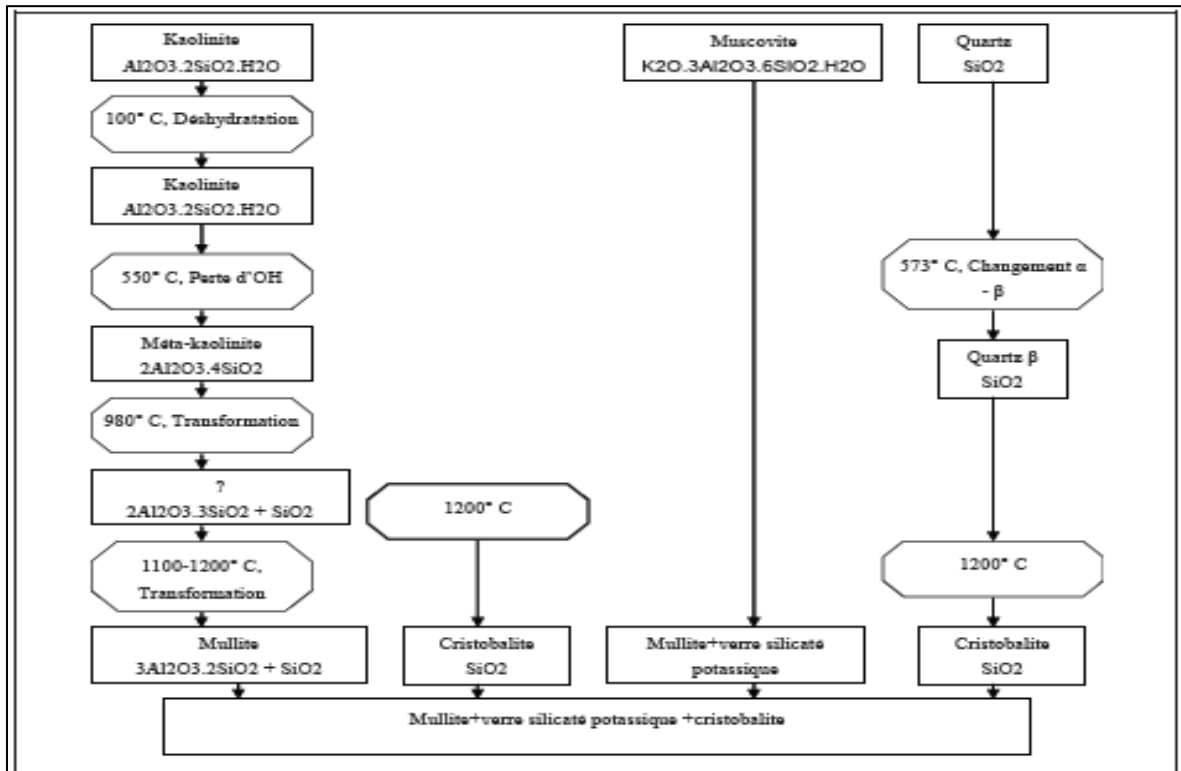 Kaolinite
Al2O3.2SiO2.H2O
Muscovite
K2O.3Al2O3.6SIO2.H2O
Quartz
SiO2
100° C, Déshydratation
Kaolinite
Al2O3.2SiO2.H2O
550° C, Perte d'OH
573° C, Changement α
- β
Méta-kaolinite
2Al2O3.4SiO2
Quartz β
SiO2
980° C, Transformation
?
2Al2O3.3SiO2 + SiO2
1200° C
1100-1200° C,
Transformation
1200° C
Mullite
3Al2O3.2SiO2 + SiO2
Cristobalite
SiO2
Mullite+verre silicaté
potassique
Cristobalite
SiO2
Mullite+verre silicaté potassique +cristobalite